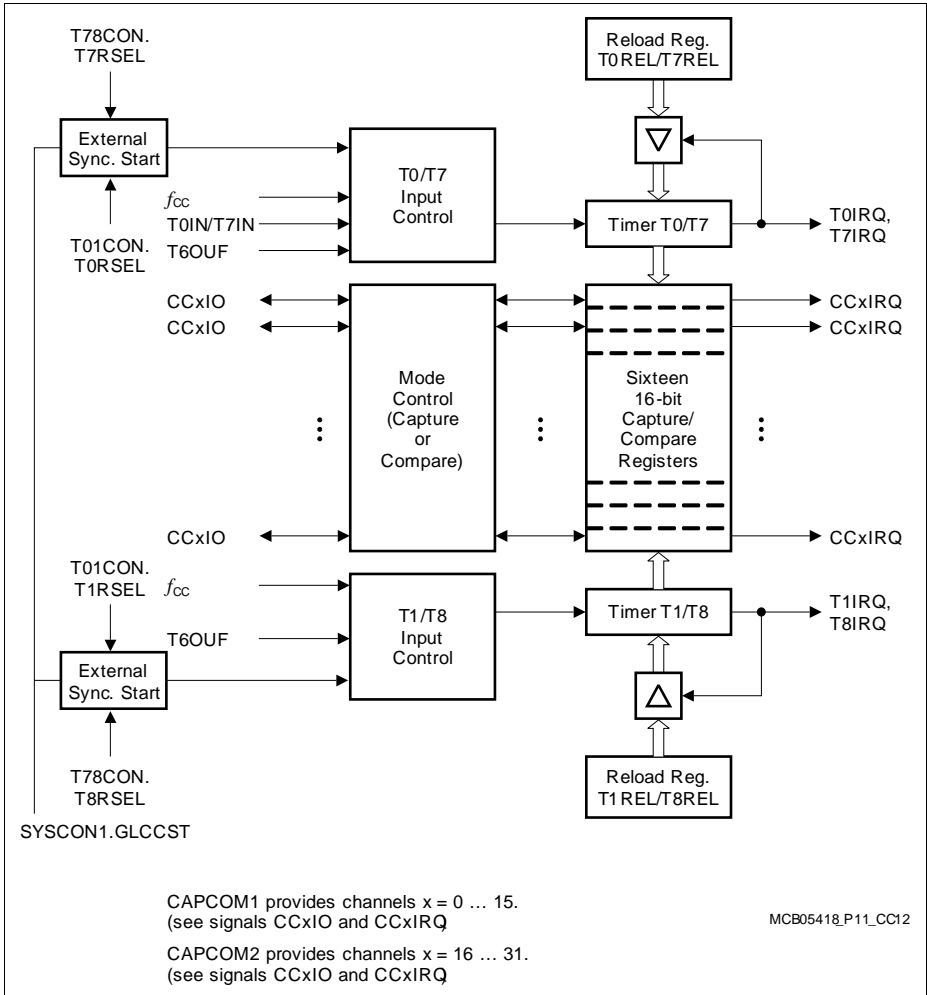 T78CON.
T7RSEL
Reload Reg.
T0REL/T7REL
External
Sync. Start
T01CON.
T0RSEL
fCC
T0IN/T7IN
T6OUF
T0/T7
Input
Control
Timer T0/T7
T0IRQ,
T7IRQ
CCxIO
CCxIO
CCxIO
Mode
Control
(Capture
or
Compare)
Sixteen
16-bit
Capture/
Compare
Registers
CCxIRQ
CCxIRQ
CCxIRQ
T01CON.
T1RSEL
fCC
T6OUF
External
Sync. Start
T1/T8
Input
Control
Timer T1/T8
T1IRQ,
T8IRQ
T78CON.
T8RSEL
Reload Reg.
T1REL/T8REL
SYSCON1.GLCCST
CAPCOM1 provides channels x = 0 … 15.
(see signals CCxIO and CCxIRQ)
CAPCOM2 provides channels x = 16 … 31.
(see signals CCxIO and CCxIRQ)
MCB05418_P11_CC12